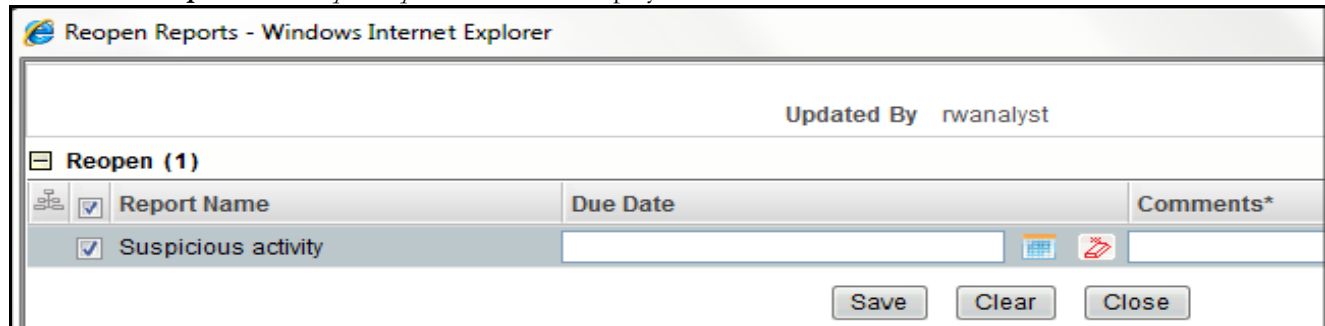 Reopen Reports - Windows Internet Explorer
Updated By rwanalyst
Reopen (1)
Report Name Due Date Comments*
Suspicious activity
Save Clear Close